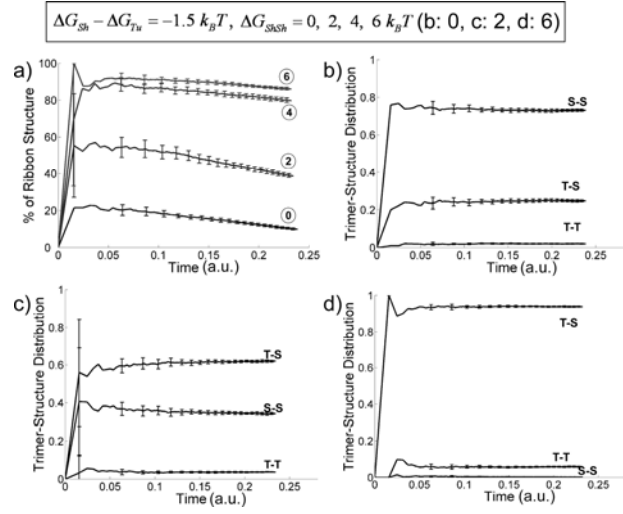 ΔG_Sh − ΔG_Tu = −1.5 k_BT, ΔG_ShSh = 0, 2, 4, 6 k_BT (b: 0, c: 2, d: 6)
a)
% of Ribbon Structure
100
80
60
40
20
0
6
4
2
0
0 0.05 0.1 0.15 0.2 0.25
Time (a.u.)
b)
Trimer-Structure Distribution
1
0.8
0.6
0.4
0.2
0
S-S
T-S
T-T
0 0.05 0.1 0.15 0.2 0.25
Time (a.u.)
c)
Trimer-Structure Distribution
1
0.8
0.6
0.4
0.2
0
T-S
S-S
T-T
0 0.05 0.1 0.15 0.2 0.25
Time (a.u.)
d)
Trimer-Structure Distribution
1
0.8
0.6
0.4
0.2
0
T-S
T-T
S-S
0 0.05 0.1 0.15 0.2 0.25
Time (a.u.)